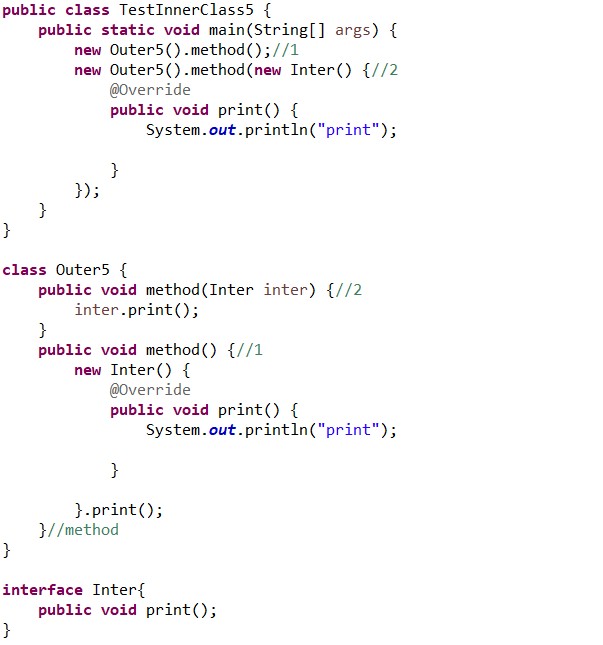 public class TestInnerClass5 {
    public static void main(String[] args) {
        new Outer5().method();//1
        new Outer5().method(new Inter() {//2
            @Override
            public void print() {
                System.out.println("print");

            }
        });
    }
}

class Outer5 {
    public void method(Inter inter) {//2
        inter.print();
    }
    public void method() {//1
        new Inter() {
            @Override
            public void print() {
                System.out.println("print");

            }

        }.print();
    }//method
}

interface Inter{
    public void print();
}